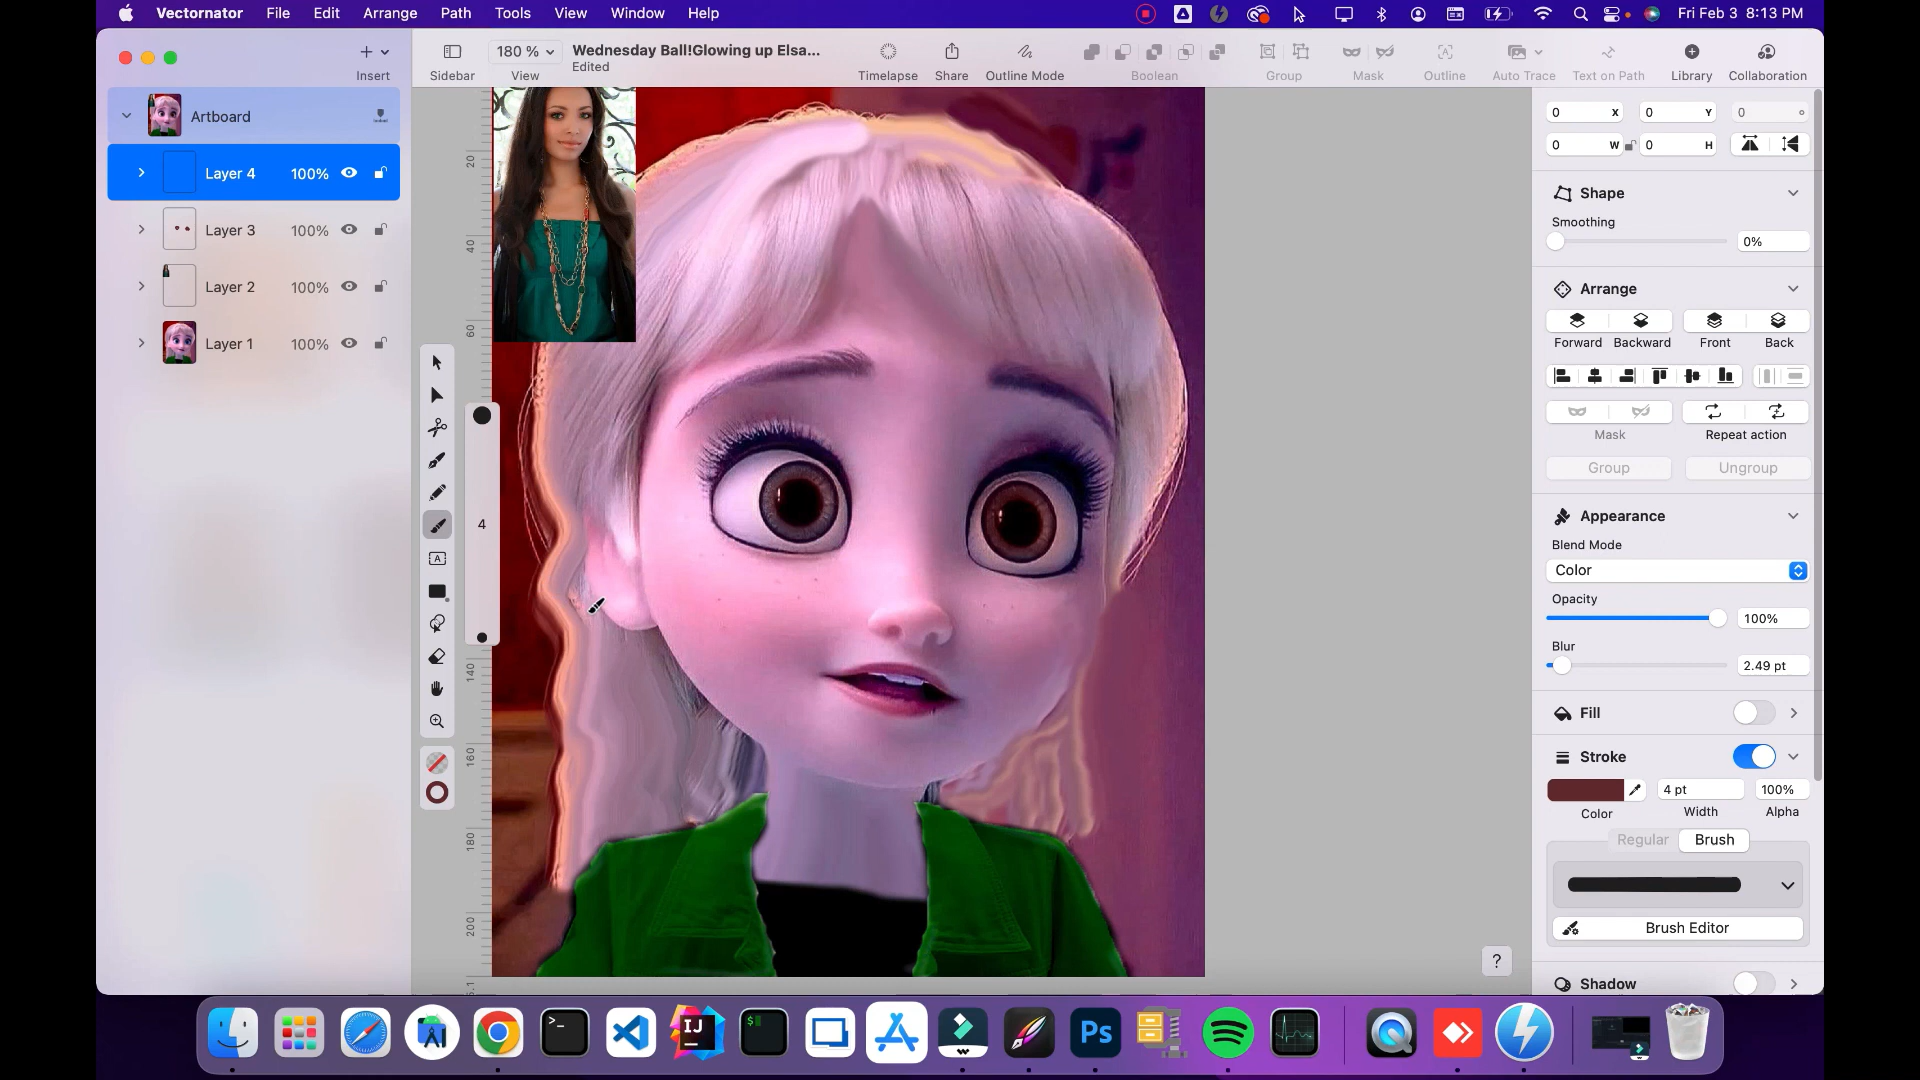 Vectornator File Edit Arrange Path Tools View Window Help Fri Feb 3 8:13 PM
Insert
Sidebar
180 %
View
Wednesday Ball!Glowing up Elsa...
Edited
Timelapse
Share
Outline Mode
Boolean
Group
Mask
Outline
Auto Trace
Text on Path
Library
Collaboration
Artboard
Layer 4 100%
Layer 3 100%
Layer 2 100%
Layer 1 100%
20
40
60
140
160
180
200
4
A
0 X 0 Y 0 °
0 W 0 H
Shape
Smoothing
0%
Arrange
Forward Backward Front Back
Mask Repeat action
Group Ungroup
Appearance
Blend Mode
Color
Opacity
100%
Blur
2.49 pt
Fill
Stroke
4 pt 100%
Color Width Alpha
Regular Brush
Brush Editor
Shadow
?
>_
IJ
$
Ps